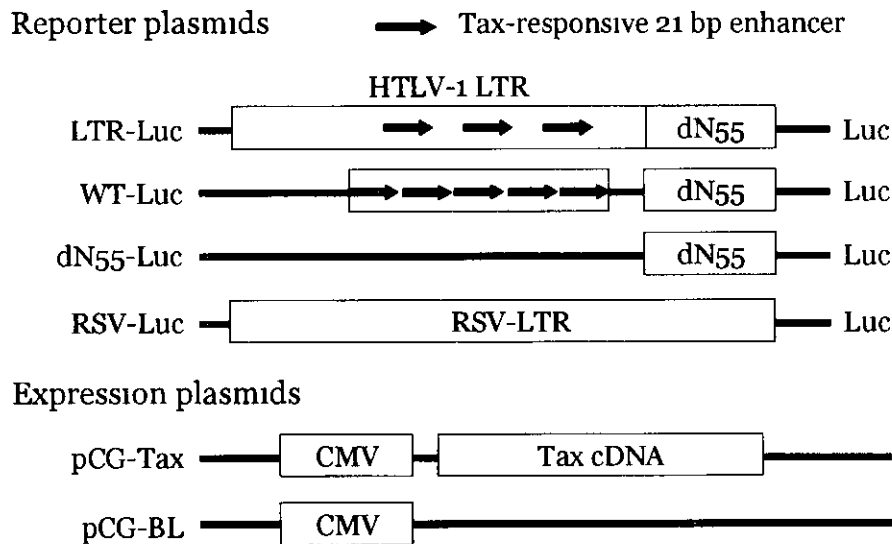 Reporter plasmids
Tax-responsive 21 bp enhancer
HTLV-1 LTR
LTR-Luc dN55 Luc
WT-Luc dN55 Luc
dN55-Luc dN55 Luc
RSV-Luc RSV-LTR Luc
Expression plasmids
pCG-Tax CMV Tax cDNA
pCG-BL CMV